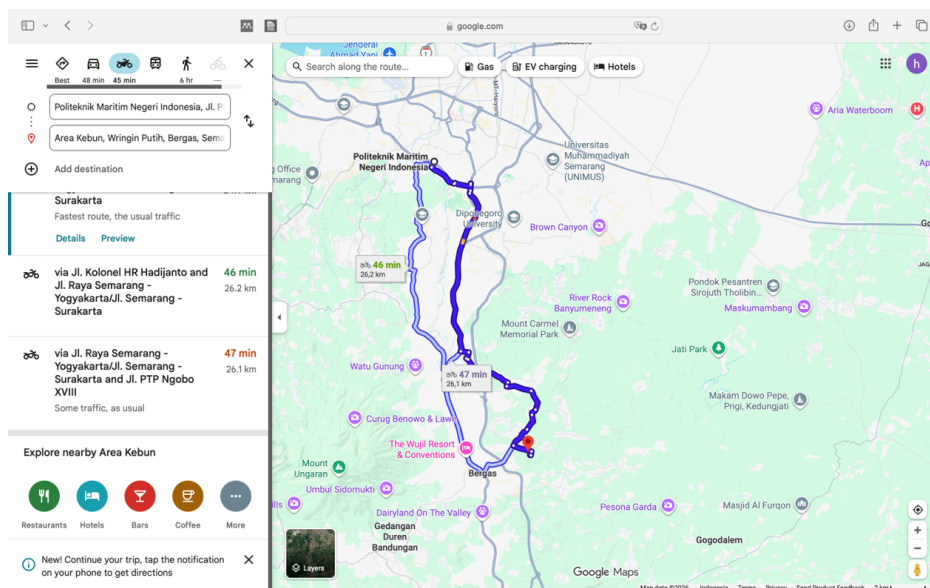 google.com
Best
48 min
45 min
6 hr
Politeknik Maritim Negeri Indonesia, Jl. P
Area Kebun, Wringin Putih, Bergas, Sema
Add destination
Surakarta
Fastest route, the usual traffic
Details Preview
via Jl. Kolonel HR Hadijanto and
Jl. Raya Semarang -
Yogyakarta/Jl. Semarang -
Surakarta
46 min
26.2 km
via Jl. Raya Semarang -
Yogyakarta/Jl. Semarang -
Surakarta and Jl. PTP Ngobo
XVIII
47 min
26.1 km
Some traffic, as usual
Explore nearby Area Kebun
Restaurants
Hotels
Bars
Coffee
More
New! Continue your trip, tap the notification
on your phone to get directions
Search along the route...
Gas
EV charging
Hotels
h
Jenderal
Ahmad Yani
1
Aria Waterboom
H
Politeknik Maritim
Negeri Indonesia
Universitas
Muhammadiyah
Semarang
(UNIMUS)
Office
marang
Diponegoro
University
Brown Canyon
46 min
26,2 km
River Rock
Banyumeneng
Pondok Pesantren
Sirojuth Tholibin...
Maskumambang
Mount Carmel
Memorial Park
Jati Park
Watu Gunung
47 min
26,1 km
Makam Dowo Pepe,
Prigi, Kedungjati
Curug Benowo & Lawe
The Wujil Resort
& Conventions
Mount
Ungaran
Bergas
Umbul Sidomukti
Pesona Garda
Masjid Al Furqon
Dairyland On The Valley
Gedangan
Duren
Bandungan
Gogodalem
Layers
Google Maps